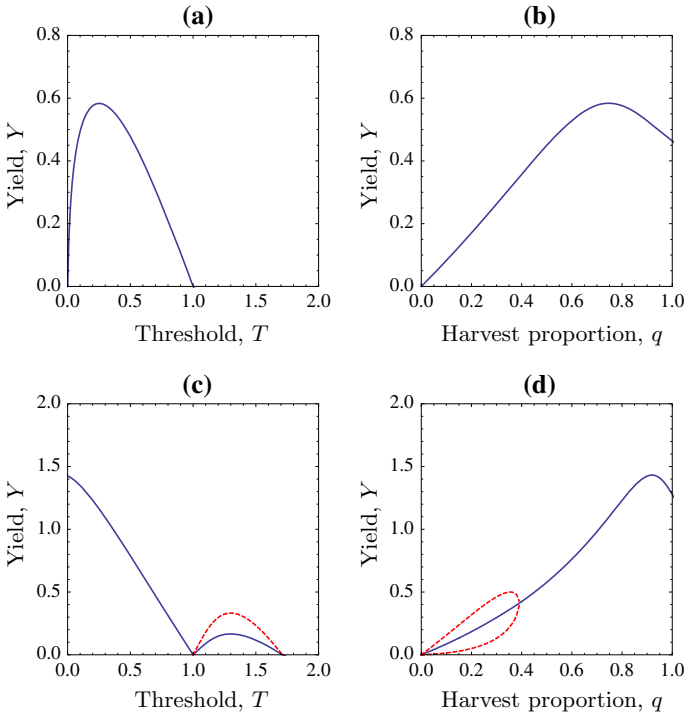 (a)
0.8
0.6
0.4
0.2
0.0
Yield, Y
0.0 0.5 1.0 1.5 2.0
Threshold, T
(b)
0.8
0.6
0.4
0.2
0.0
Yield, Y
0.0 0.2 0.4 0.6 0.8 1.0
Harvest proportion, q
(c)
2.0
1.5
1.0
0.5
0.0
Yield, Y
0.0 0.5 1.0 1.5 2.0
Threshold, T
(d)
2.0
1.5
1.0
0.5
0.0
Yield, Y
0.0 0.2 0.4 0.6 0.8 1.0
Harvest proportion, q